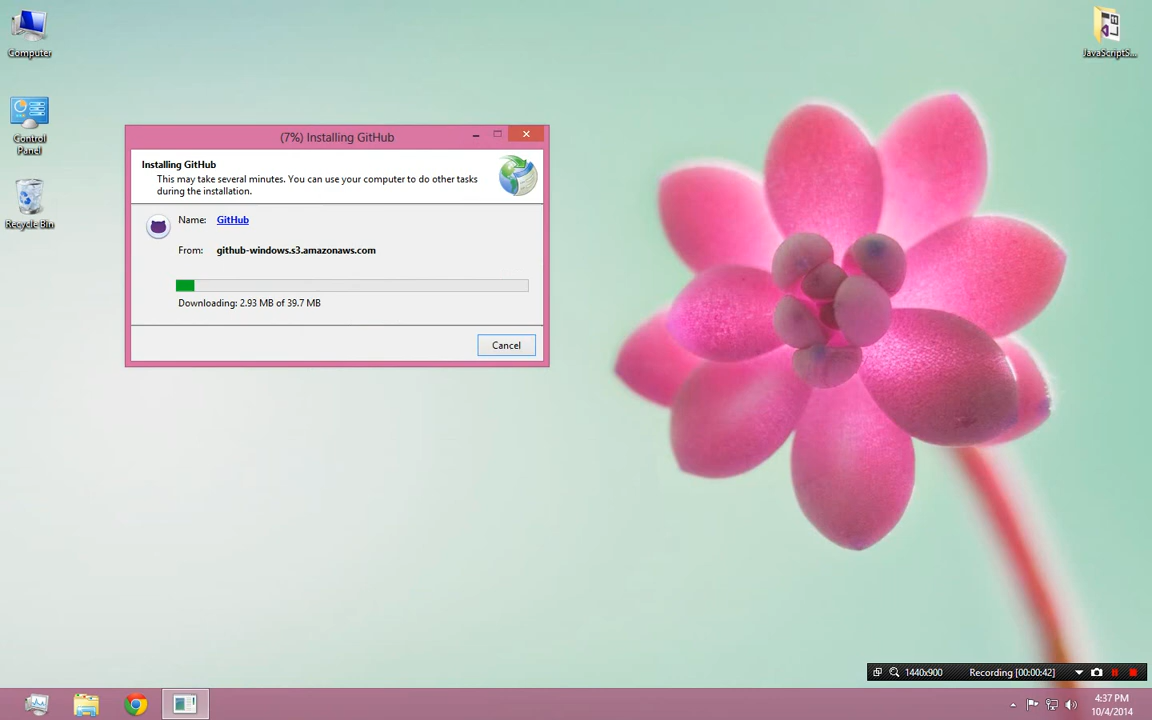 Computer
JavaScriptS...
Control
Panel
Recycle Bin
(7%) Installing GitHub
Installing GitHub
This may take several minutes. You can use your computer to do other tasks
during the installation.
Name: GitHub
From: github-windows.s3.amazonaws.com
Downloading: 2.93 MB of 39.7 MB
Cancel
1440x900 Recording [00:00:42]
4:37 PM
10/4/2014